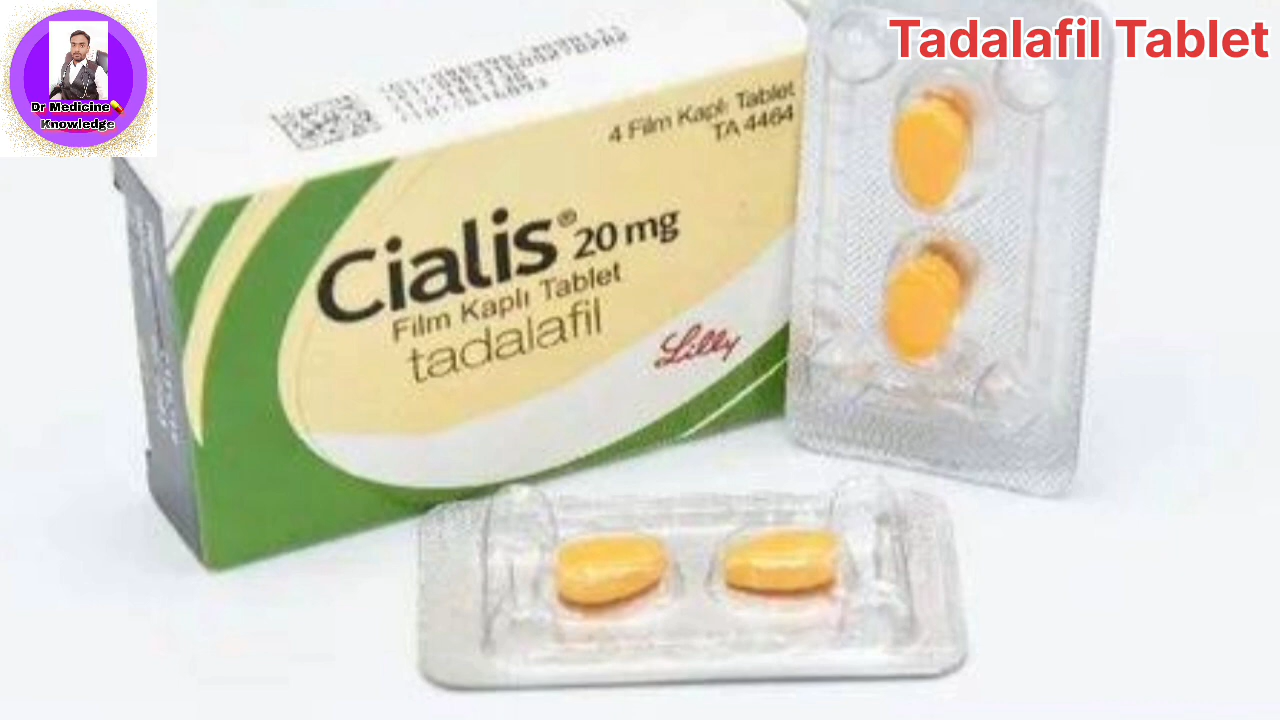 Tadalafil Tablet
Dr Medicine
Knowledge
4 Film Kaplı Tablet
TA 4464
Cialis® 20 mg
Film Kaplı Tablet
tadalafil
Lilly